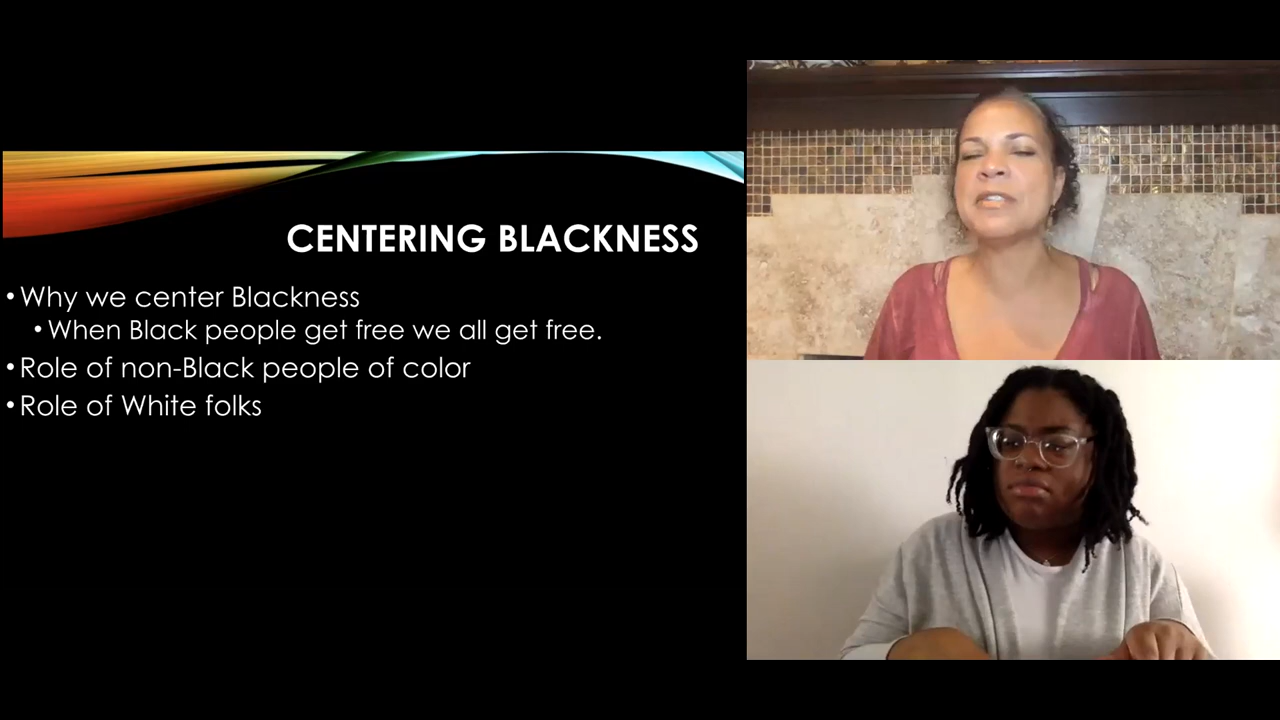 CENTERING BLACKNESS
• Why we center Blackness
• When Black people get free we all get free.
• Role of non-Black people of color
• Role of White folks